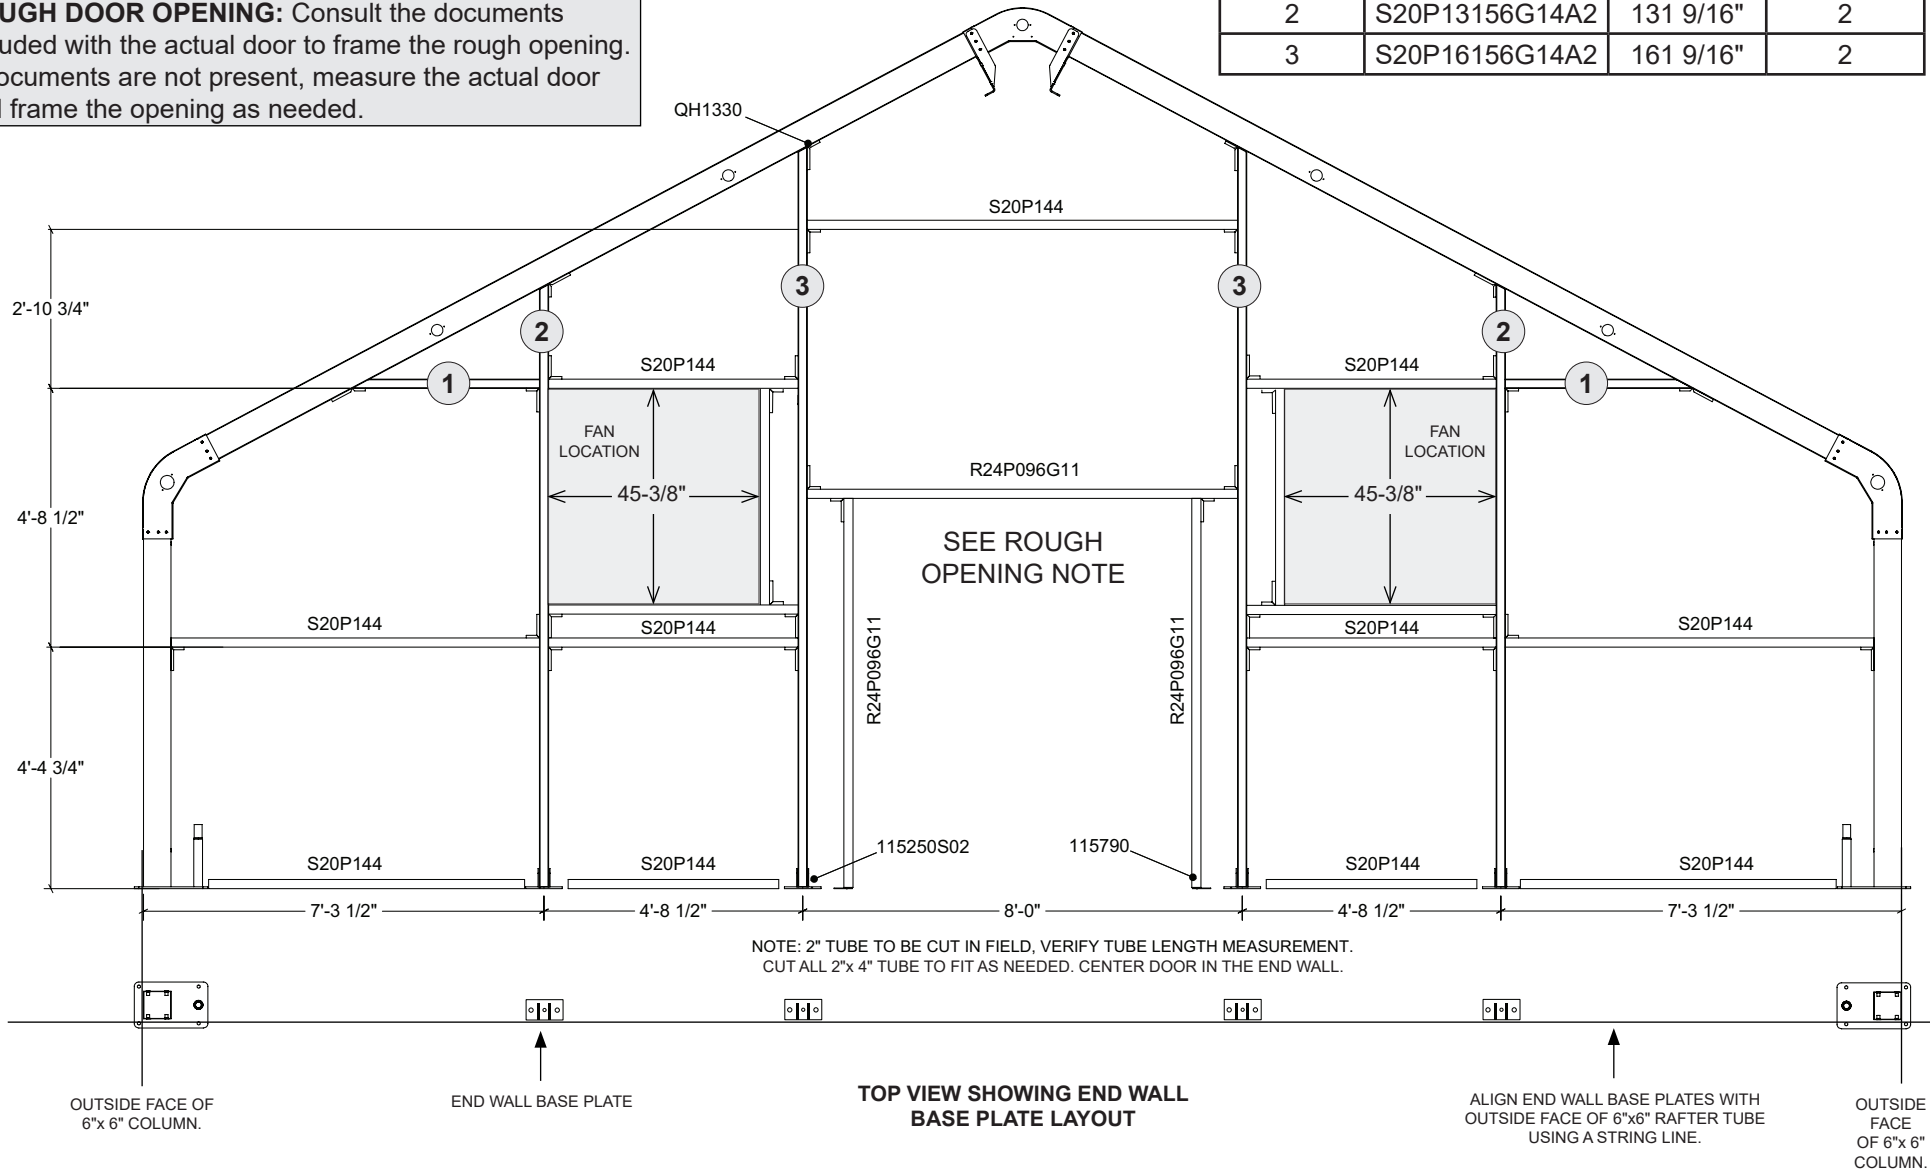 DOOR OPENING: Consult the documents
with the actual door to frame the rough opening.
are not present, measure the actual door
frame the opening as needed.
2 S20P13156G14A2 131 9/16" 2
3 S20P16156G14A2 161 9/16" 2
QH1330
S20P144
2'-10 3/4"
3 3
2 2
S20P144 S20P144
1 1
FAN
LOCATION
FAN
LOCATION
R24P096G11
45-3/8" 45-3/8"
4'-8 1/2"
SEE ROUGH
OPENING NOTE
S20P144 S20P144 S20P144 S20P144
R24P096G11 R24P096G11
4'-4 3/4"
115250S02 115790
S20P144 S20P144 S20P144 S20P144
7'-3 1/2" 4'-8 1/2" 8'-0" 4'-8 1/2" 7'-3 1/2"
NOTE: 2" TUBE TO BE CUT IN FIELD, VERIFY TUBE LENGTH MEASUREMENT.
CUT ALL 2"x 4" TUBE TO FIT AS NEEDED. CENTER DOOR IN THE END WALL.
OUTSIDE FACE OF
6"x 6" COLUMN.
END WALL BASE PLATE
TOP VIEW SHOWING END WALL
BASE PLATE LAYOUT
ALIGN END WALL BASE PLATES WITH
OUTSIDE FACE OF 6"x6" RAFTER TUBE
USING A STRING LINE.
OUTSIDE
FACE
OF 6"x 6"
COLUMN.